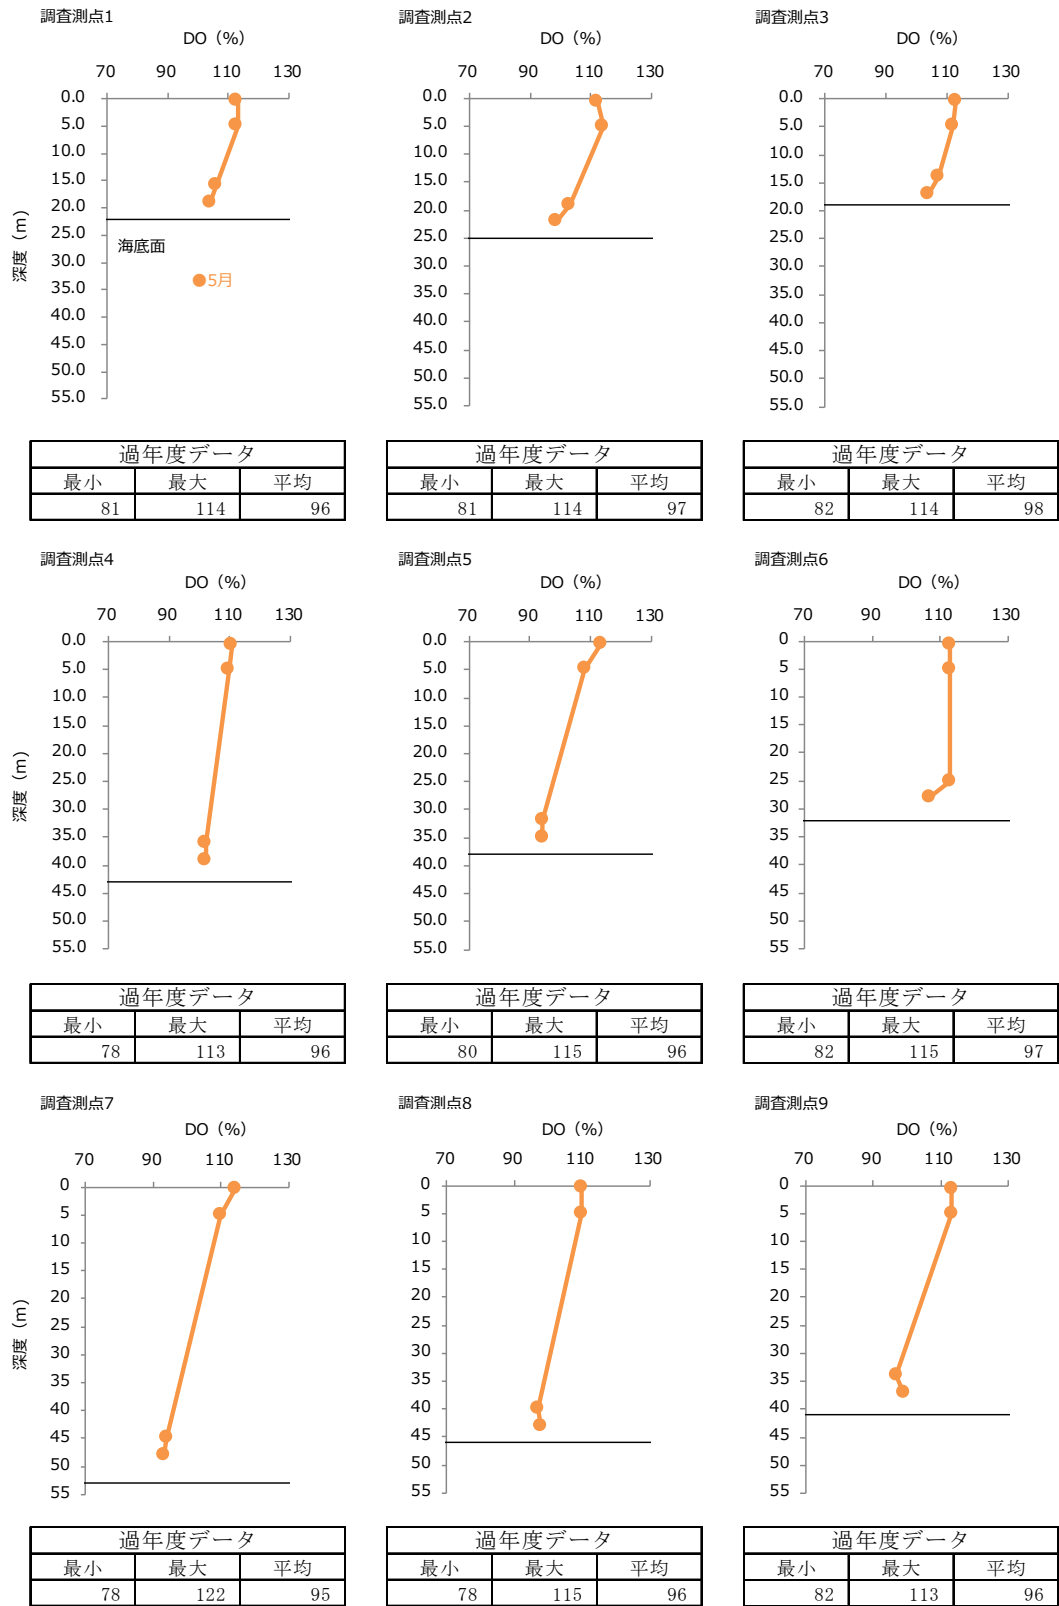 調査測点1
DO（%）
70 90 110 130
0.0
5.0
10.0
15.0
20.0
25.0
30.0
35.0
40.0
45.0
50.0
55.0
深度（m）
海底面
5月
過年度データ
最小 最大 平均
81 114 96
調査測点2
DO（%）
70 90 110 130
0.0
5.0
10.0
15.0
20.0
25.0
30.0
35.0
40.0
45.0
50.0
55.0
過年度データ
最小 最大 平均
81 114 97
調査測点3
DO（%）
70 90 110 130
0.0
5.0
10.0
15.0
20.0
25.0
30.0
35.0
40.0
45.0
50.0
55.0
過年度データ
最小 最大 平均
82 114 98
調査測点4
DO（%）
70 90 110 130
0.0
5.0
10.0
15.0
20.0
25.0
30.0
35.0
40.0
45.0
50.0
55.0
深度（m）
過年度データ
最小 最大 平均
78 113 96
調査測点5
DO（%）
70 90 110 130
0.0
5.0
10.0
15.0
20.0
25.0
30.0
35.0
40.0
45.0
50.0
55.0
過年度データ
最小 最大 平均
80 115 96
調査測点6
DO（%）
70 90 110 130
0
5
10
15
20
25
30
35
40
45
50
55
過年度データ
最小 最大 平均
82 115 97
調査測点7
DO（%）
70 90 110 130
0
5
10
15
20
25
30
35
40
45
50
55
深度（m）
過年度データ
最小 最大 平均
78 122 95
調査測点8
DO（%）
70 90 110 130
0
5
10
15
20
25
30
35
40
45
50
55
過年度データ
最小 最大 平均
78 115 96
調査測点9
DO（%）
70 90 110 130
0
5
10
15
20
25
30
35
40
45
50
55
過年度データ
最小 最大 平均
82 113 96